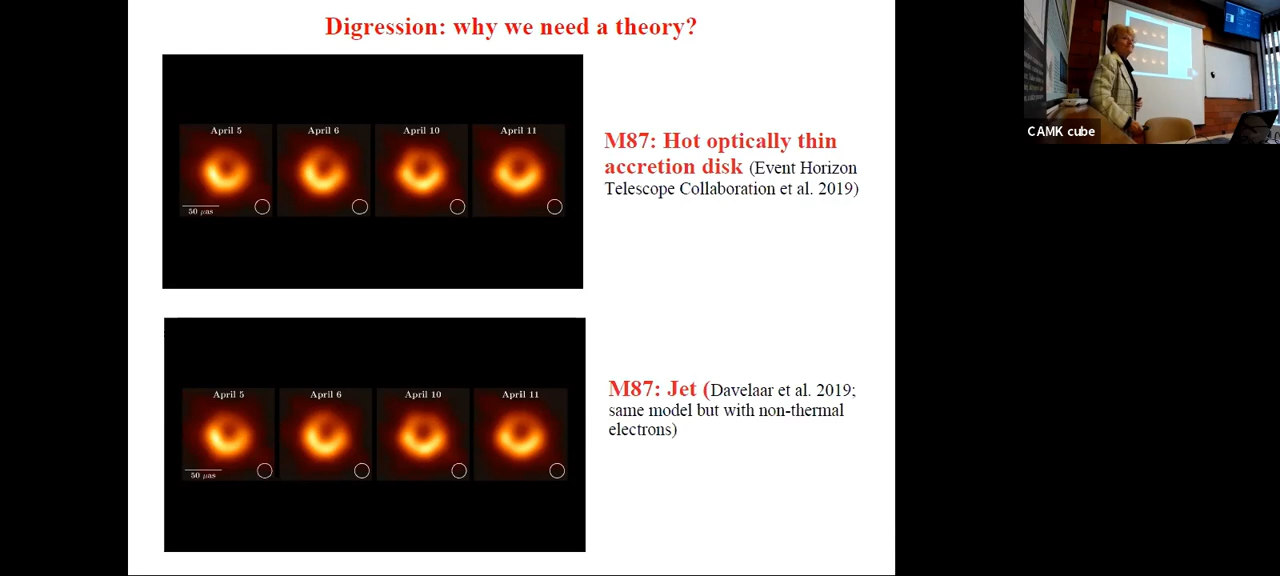 Digression: why we need a theory?
April 5
April 6
April 10
April 11
50 μas
M87: Hot optically thin
accretion disk (Event Horizon
Telescope Collaboration et al. 2019)
April 5
April 6
April 10
April 11
50 μas
M87: Jet (Davelaar et al. 2019;
same model but with non-thermal
electrons)
CAMK cube